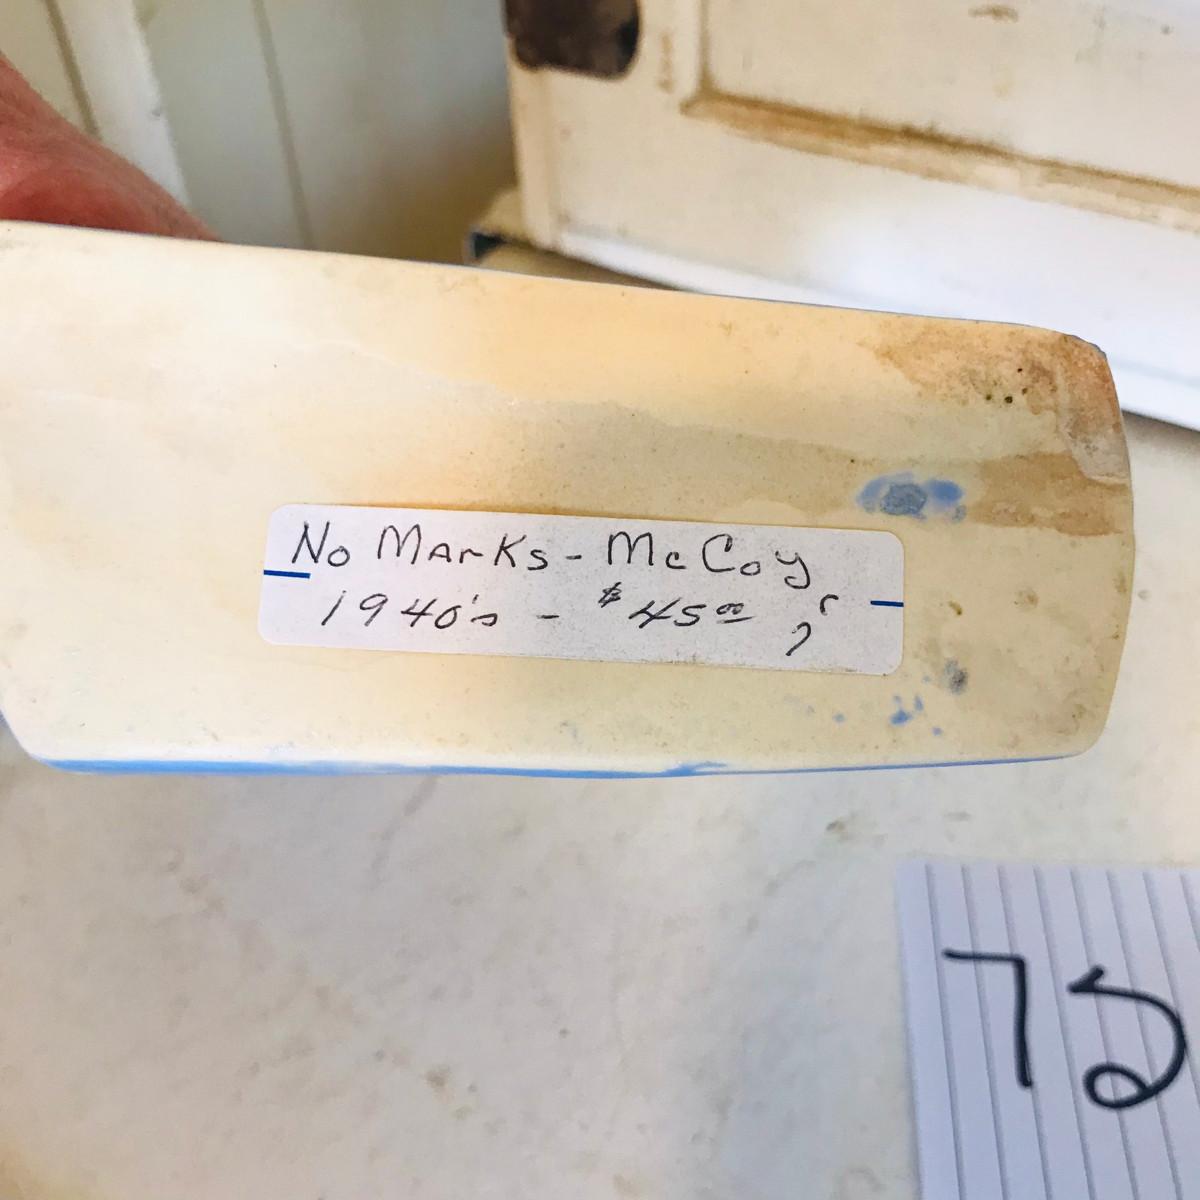 No Marks - McCoy
1940's - $45.00
72